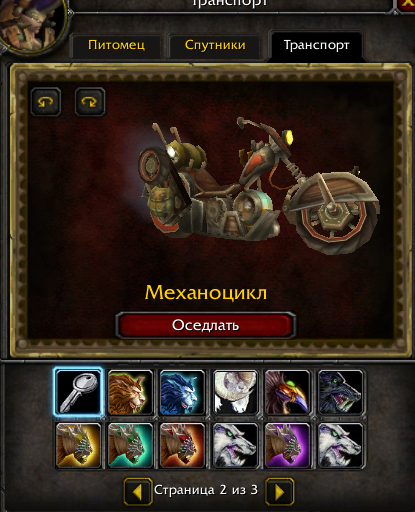 Транспорт
Питомец
Спутники
Транспорт
Механоцикл
Оседлать
Страница 2 из 3